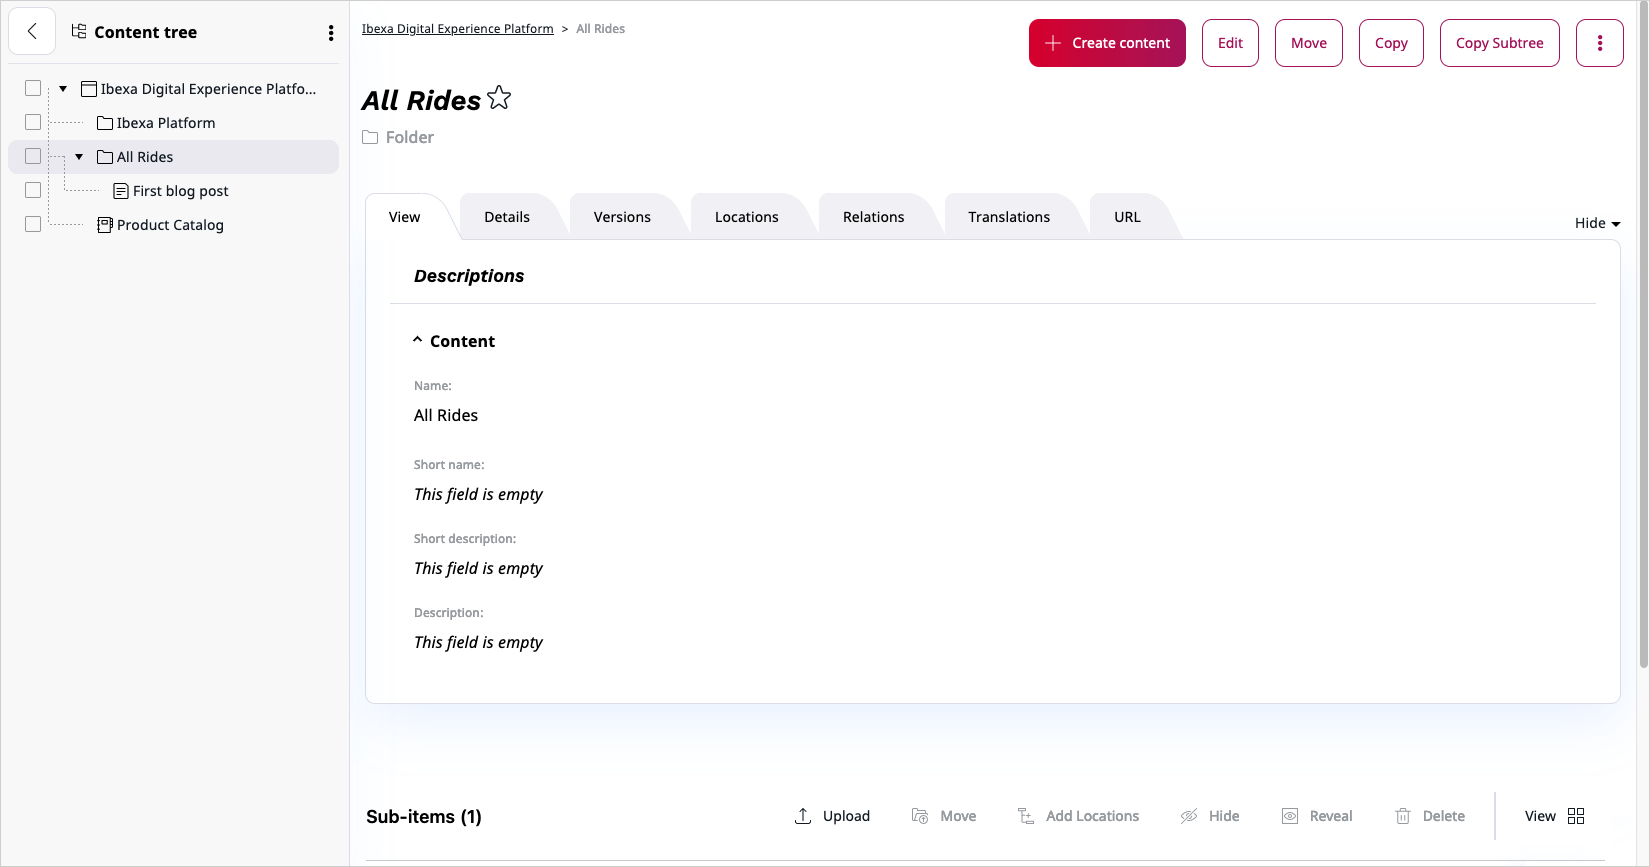 Content tree
Ibexa Digital Experience Platfo...
Ibexa Platform
All Rides
First blog post
Product Catalog
Ibexa Digital Experience Platform > All Rides
Create content
Edit
Move
Copy
Copy Subtree
All Rides
Folder
View
Details
Versions
Locations
Relations
Translations
URL
Hide
Descriptions
Content
Name:
All Rides
Short name:
This field is empty
Short description:
This field is empty
Description:
This field is empty
Sub-items (1)
Upload
Move
Add Locations
Hide
Reveal
Delete
View